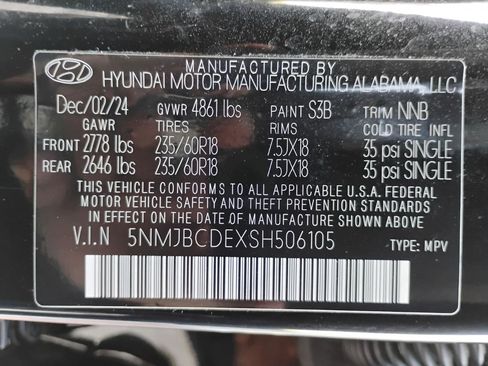 MANUFACTURED BY
HYUNDAI MOTOR MANUFACTURING ALABAMA, LLC
Dec/02/24 GVWR 4861 lbs PAINT S3B TRIM NNB
GAWR TIRES RIMS COLD TIRE INFL
FRONT 2778 lbs 235/60R18 7.5JX18 35 psi SINGLE
REAR 2646 lbs 235/60R18 7.5JX18 35 psi SINGLE
THIS VEHICLE CONFORMS TO ALL APPLICABLE U.S.A. FEDERAL
MOTOR VEHICLE SAFETY AND THEFT PREVENTION STANDARDS
IN EFFECT ON THE DATE OF MANUFACTURE SHOWN ABOVE
V.I.N 5NMJBCDEXSH506105 TYPE: MPV